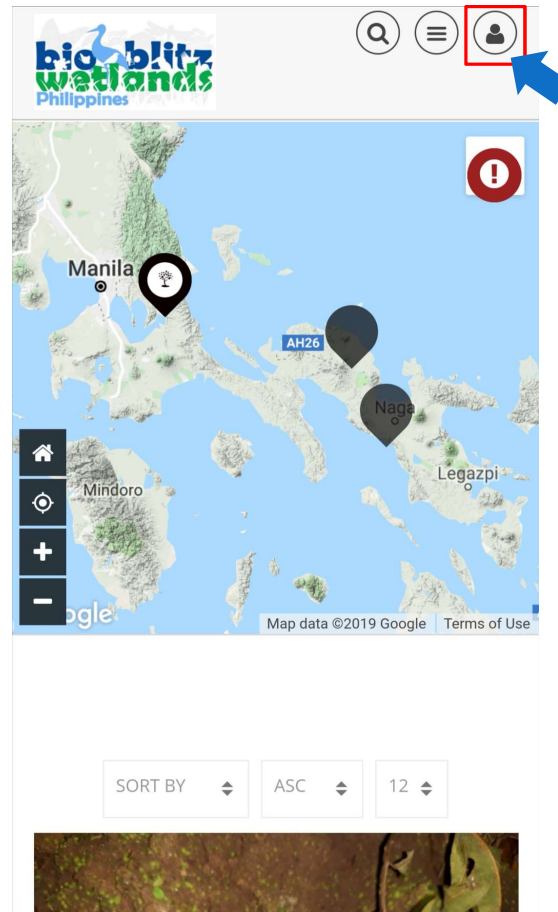 bio blitz
wetlands
Philippines
Manila
AH26
Naga
Legazpi
Mindoro
Google
Map data ©2019 Google
Terms of Use
SORT BY
ASC
12